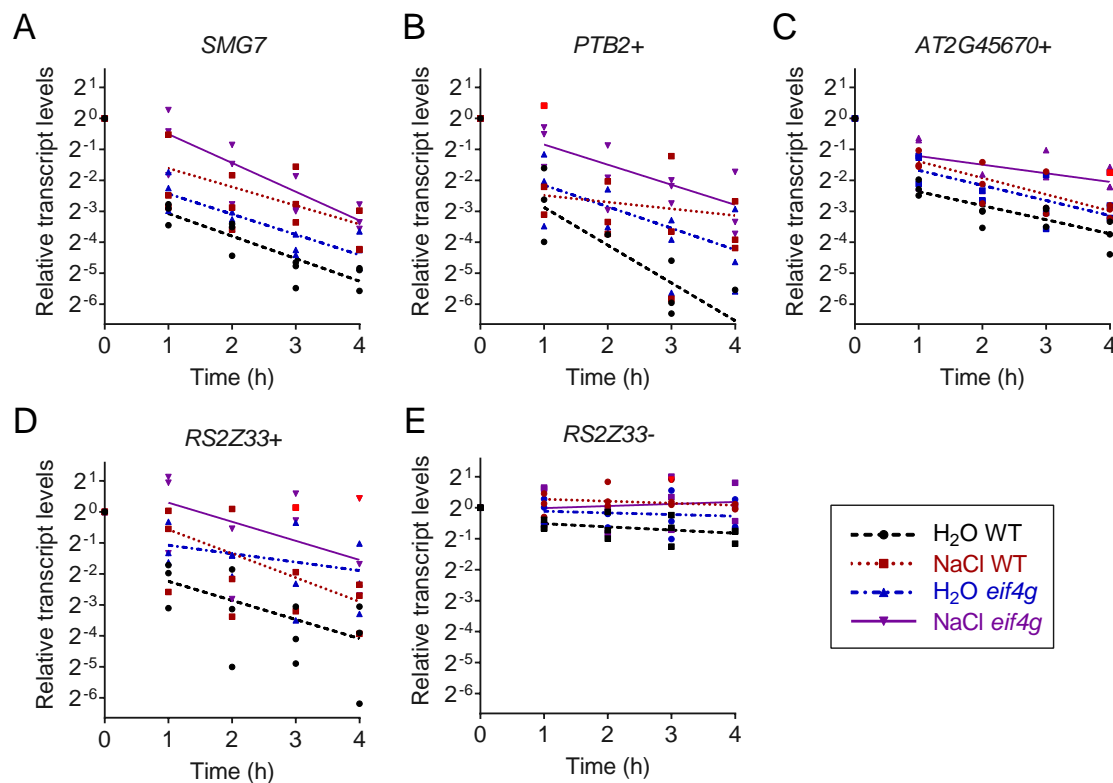 A
SMG7
Relative transcript levels
2^1
2^0
2^-1
2^-2
2^-3
2^-4
2^-5
2^-6
0 1 2 3 4
Time (h)
B
PTB2+
Relative transcript levels
2^1
2^0
2^-1
2^-2
2^-3
2^-4
2^-5
2^-6
0 1 2 3 4
Time (h)
C
AT2G45670+
Relative transcript levels
2^1
2^0
2^-1
2^-2
2^-3
2^-4
2^-5
2^-6
0 1 2 3 4
Time (h)
D
RS2Z33+
Relative transcript levels
2^1
2^0
2^-1
2^-2
2^-3
2^-4
2^-5
2^-6
0 1 2 3 4
Time (h)
E
RS2Z33-
Relative transcript levels
2^1
2^0
2^-1
2^-2
2^-3
2^-4
2^-5
2^-6
0 1 2 3 4
Time (h)
H₂O WT
NaCl WT
H₂O eif4g
NaCl eif4g